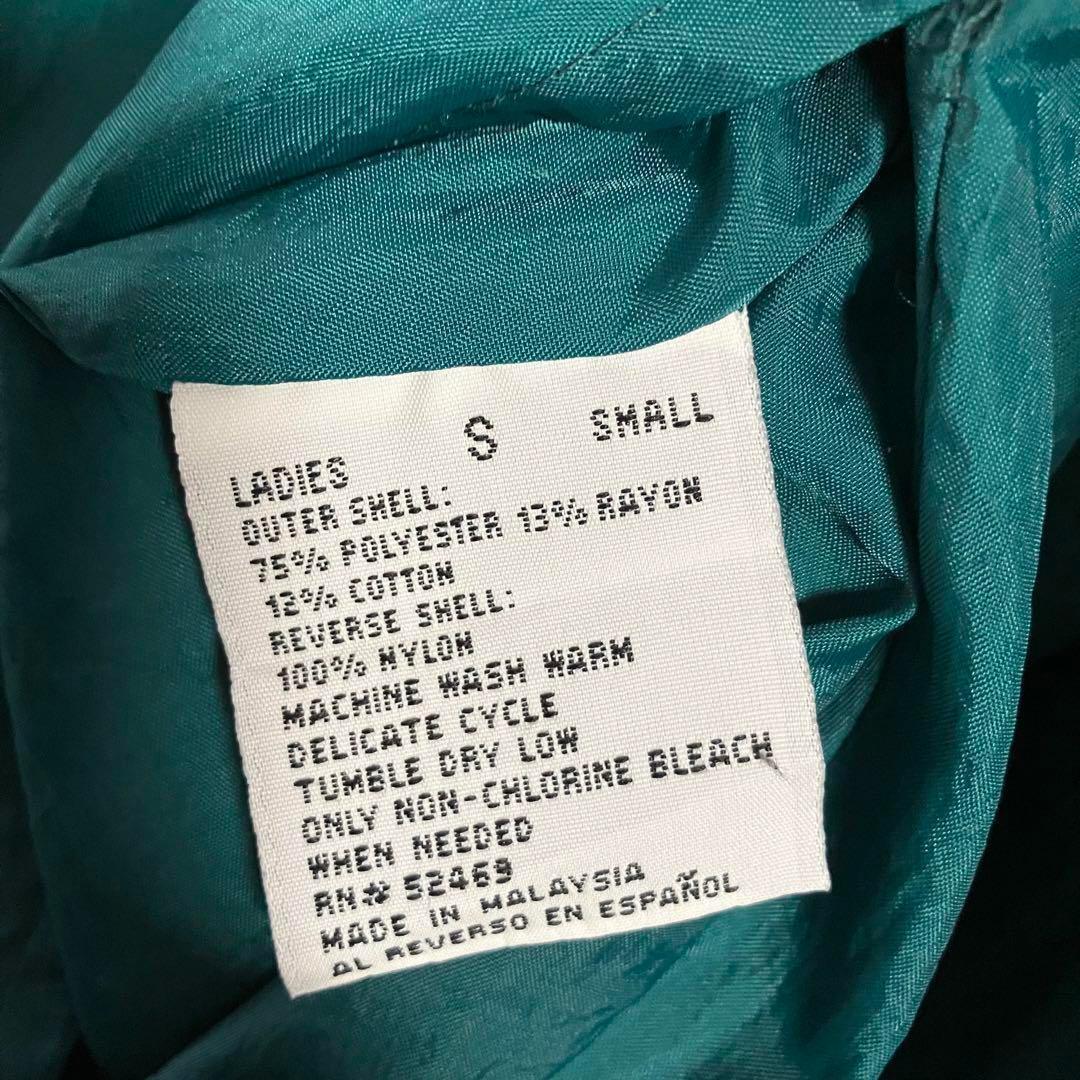 S SMALL
LADIES
OUTER SHELL:
75% POLYESTER 13% RAYON
12% COTTON
REVERSE SHELL:
100% NYLON
MACHINE WASH WARM
DELICATE CYCLE
TUMBLE DRY LOW
ONLY NON-CHLORINE BLEACH
WHEN NEEDED
RN# 52469
MADE IN MALAYSIA
AL REVERSO EN ESPAÑOL